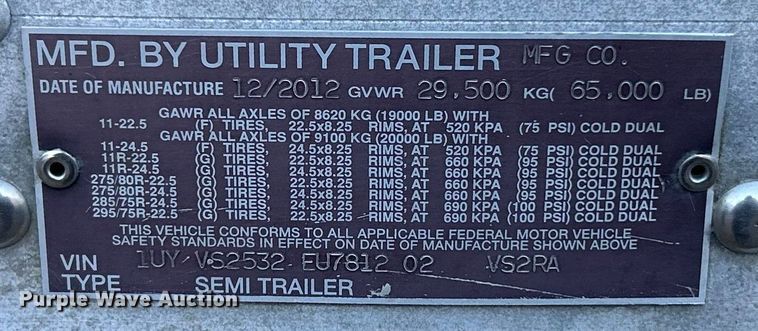 MFD. BY UTILITY TRAILER MFG CO.
DATE OF MANUFACTURE 12/2012 GVWR 29,500 KG( 65,000 LB)
GAWR ALL AXLES OF 8620 KG (19000 LB) WITH
11-22.5 (F) TIRES, 22.5x8.25 RIMS, AT 520 KPA (75 PSI) COLD DUAL
GAWR ALL AXLES OF 9100 KG (20000 LB) WITH
11-24.5 (F) TIRES, 24.5x8.25 RIMS, AT 520 KPA (75 PSI) COLD DUAL
11R-22.5 (G) TIRES, 22.5x8.25 RIMS, AT 660 KPA (95 PSI) COLD DUAL
11R-24.5 (G) TIRES, 24.5x8.25 RIMS, AT 660 KPA (95 PSI) COLD DUAL
275/80R-22.5 (G) TIRES, 22.5x8.25 RIMS, AT 660 KPA (95 PSI) COLD DUAL
275/80R-24.5 (G) TIRES, 24.5x8.25 RIMS, AT 660 KPA (95 PSI) COLD DUAL
285/75R-24.5 (G) TIRES, 24.5x8.25 RIMS, AT 690 KPA (100 PSI) COLD DUAL
295/75R-22.5 (G) TIRES, 22.5x8.25 RIMS, AT 690 KPA (100 PSI) COLD DUAL
THIS VEHICLE CONFORMS TO ALL APPLICABLE FEDERAL MOTOR VEHICLE
SAFETY STANDARDS IN EFFECT ON DATE OF MANUFACTURE SHOWN ABOVE
VIN 1UY VS2532 EU7812 02 VS2RA
TYPE SEMI TRAILER
Purple Wave Auction